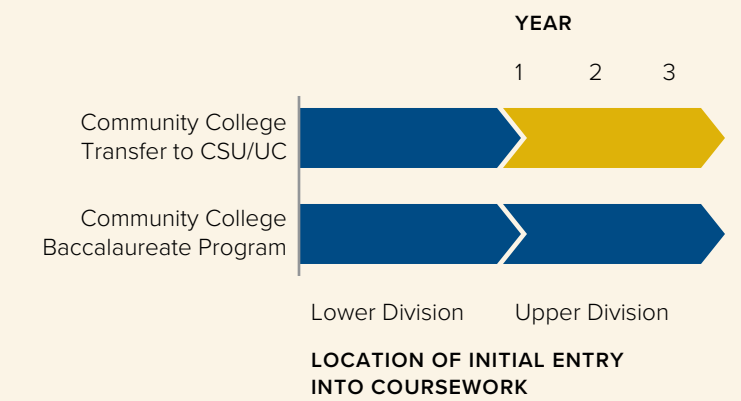 YEAR
1 2 3
Community College
Transfer to CSU/UC
Community College
Baccalaureate Program
Lower Division Upper Division
LOCATION OF INITIAL ENTRY
INTO COURSEWORK